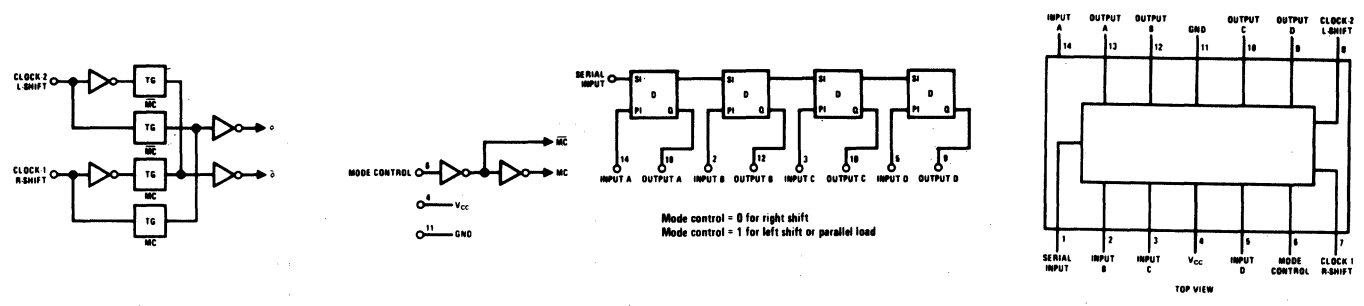 CLOCK-2
L-SHIFT
TG
MC
TG
MC
CLOCK-1
R-SHIFT
TG
MC
TG
MC
MODE CONTROL
6
MC
MC
4
VCC
11
GND
SERIAL
INPUT
SI
D
PI
Q
SI
D
PI
Q
SI
D
PI
Q
SI
D
PI
Q
14
10
2
12
3
10
5
9
INPUT A
OUTPUT A
INPUT B
OUTPUT B
INPUT C
OUTPUT C
INPUT D
OUTPUT D
Mode control = 0 for right shift
Mode control = 1 for left shift or parallel load
INPUT
A
OUTPUT
A
OUTPUT
B
GND
OUTPUT
C
OUTPUT
D
CLOCK-2
L-SHIFT
14
13
12
11
10
9
8
1
2
3
4
5
6
7
SERIAL
INPUT
INPUT
B
INPUT
C
VCC
INPUT
D
MODE
CONTROL
CLOCK 1
R-SHIFT
TOP VIEW